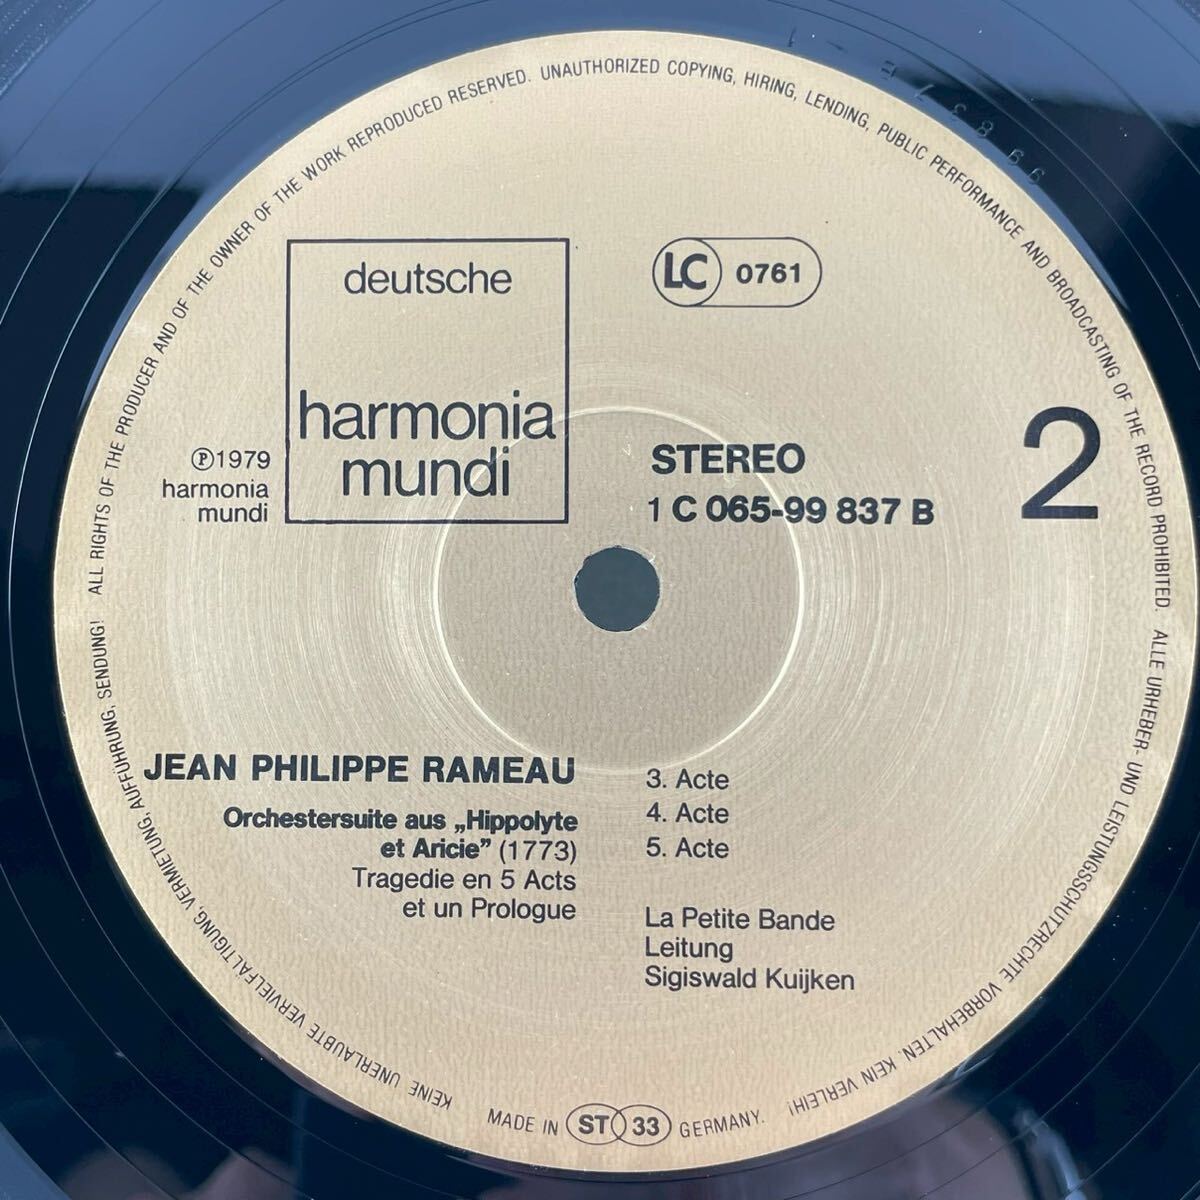 ALL RIGHTS OF THE PRODUCER AND OF THE OWNER OF THE WORK REPRODUCED RESERVED. UNAUTHORIZED COPYING, HIRING, LENDING, PUBLIC PERFORMANCE AND BROADCASTING OF THE RECORD PROHIBITED.
ALLE URHEBER- UND LEISTUNGSSCHUTZRECHTE VORBEHALTEN. KEIN VERLEIH! KEINE UNERLAUBTE VERVIELFÄLTIGUNG, VERMIETUNG, AUFFÜHRUNG, SENDUNG!
deutsche
harmonia
mundi
℗1979
harmonia
mundi
LC 0761
STEREO
1 C 065-99 837 B
2
JEAN PHILIPPE RAMEAU
Orchestersuite aus „Hippolyte
et Aricie” (1773)
Tragedie en 5 Acts
et un Prologue
3. Acte
4. Acte
5. Acte
La Petite Bande
Leitung
Sigiswald Kuijken
MADE IN ST 33 GERMANY.